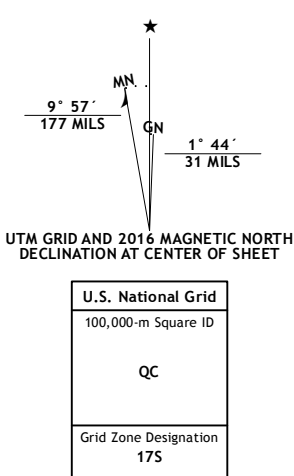 ★
MN
9° 57´
177 MILS
GN
1° 44´
31 MILS
UTM GRID AND 2016 MAGNETIC NORTH
DECLINATION AT CENTER OF SHEET
U.S. National Grid
100,000-m Square ID
QC
Grid Zone Designation
17S